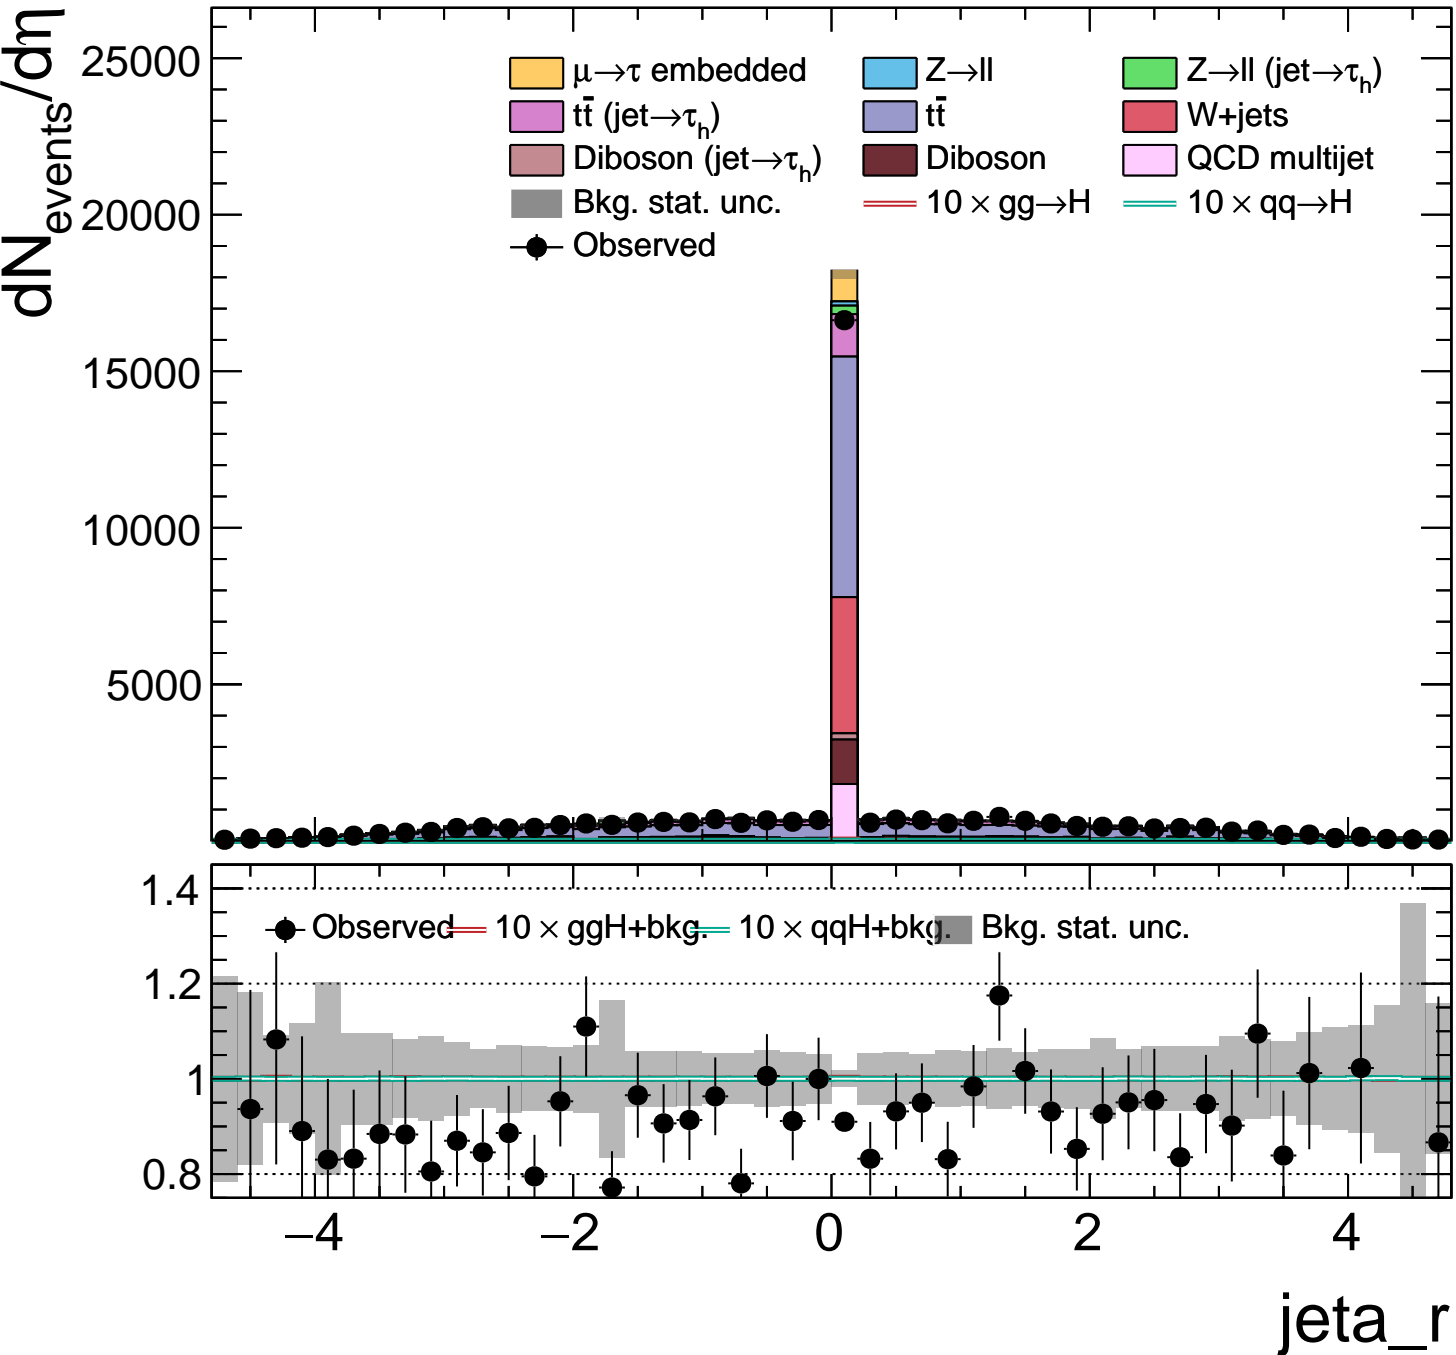 dN_events/dη
25000
20000
15000
10000
5000
μ→τ embedded Z→ll Z→ll (jet→τ_h)
tt̄ (jet→τ_h) tt̄ W+jets
Diboson (jet→τ_h) Diboson QCD multijet
Bkg. stat. unc. 10 × gg→H 10 × qq→H
Observed
1.4
1.2
1
0.8
Observed 10 × ggH+bkg. 10 × qqH+bkg. Bkg. stat. unc.
−4 −2 0 2 4
jeta_r